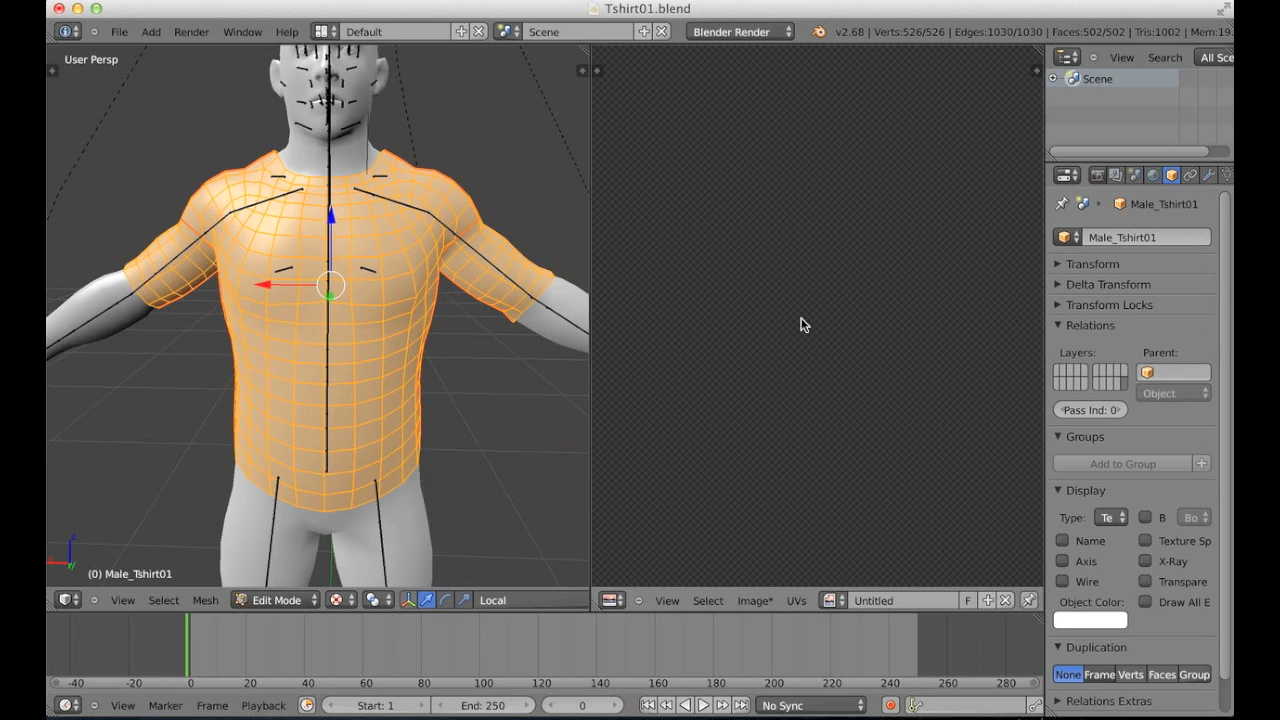 Tshirt01.blend
File Add Render Window Help Default Scene Blender Render v2.68 | Verts:526/526 | Edges:1030/1030 | Faces:502/502 | Tris:1002 | Mem:19.
User Persp
View Search All Sce
Scene
Male_Tshirt01
Male_Tshirt01
Transform
Delta Transform
Transform Locks
Relations
Layers: Parent:
Object
Pass Ind: 0
Groups
Add to Group
Display
Type: Te B Bo
Name Texture Sp
Axis X-Ray
Wire Transpare
Object Color: Draw All E
Duplication
None Frame Verts Faces Group
Relations Extras
z
y
(0) Male_Tshirt01
View Select Mesh Edit Mode Local
View Select Image* UVs Untitled F
-40 -20 0 20 40 60 80 100 120 140 160 180 200 220 240 260 280
View Marker Frame Playback Start: 1 End: 250 0 No Sync